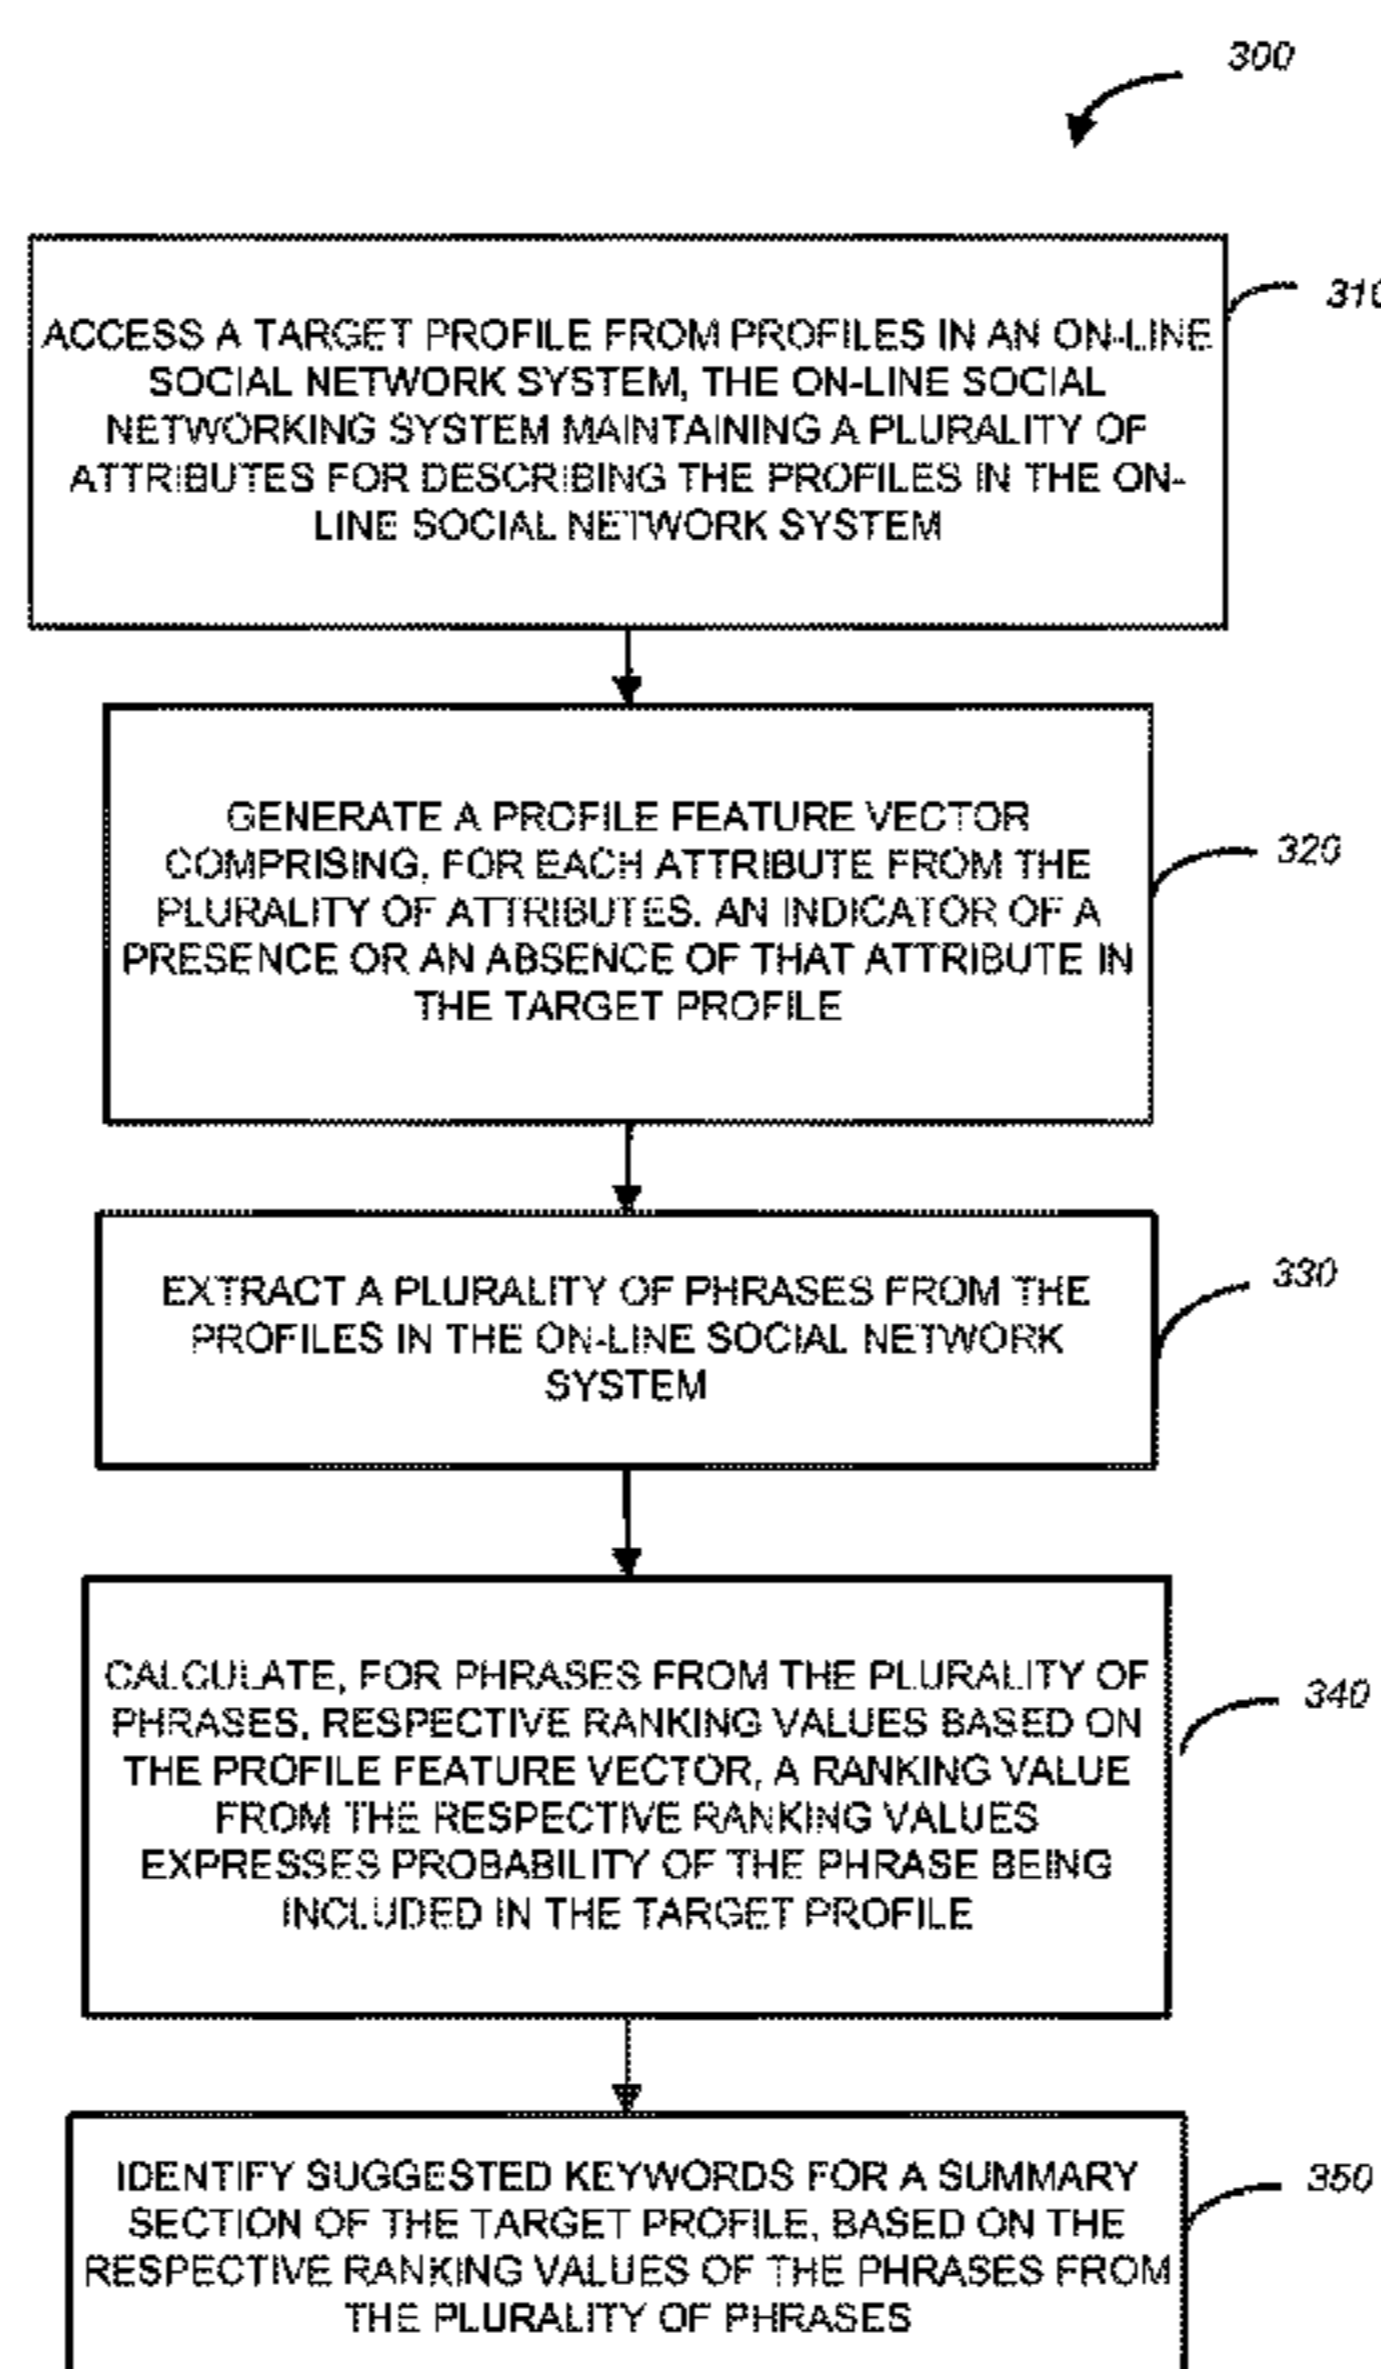 300
310
ACCESS A TARGET PROFILE FROM PROFILES IN AN ON-LINE
SOCIAL NETWORK SYSTEM, THE ON-LINE SOCIAL
NETWORKING SYSTEM MAINTAINING A PLURALITY OF
ATTRIBUTES FOR DESCRIBING THE PROFILES IN THE ON-
LINE SOCIAL NETWORK SYSTEM
320
GENERATE A PROFILE FEATURE VECTOR
COMPRISING, FOR EACH ATTRIBUTE FROM THE
PLURALITY OF ATTRIBUTES, AN INDICATOR OF A
PRESENCE OR AN ABSENCE OF THAT ATTRIBUTE IN
THE TARGET PROFILE
330
EXTRACT A PLURALITY OF PHRASES FROM THE
PROFILES IN THE ON-LINE SOCIAL NETWORK
SYSTEM
340
CALCULATE, FOR PHRASES FROM THE PLURALITY OF
PHRASES, RESPECTIVE RANKING VALUES BASED ON
THE PROFILE FEATURE VECTOR, A RANKING VALUE
FROM THE RESPECTIVE RANKING VALUES
EXPRESSES PROBABILITY OF THE PHRASE BEING
INCLUDED IN THE TARGET PROFILE
350
IDENTIFY SUGGESTED KEYWORDS FOR A SUMMARY
SECTION OF THE TARGET PROFILE, BASED ON THE
RESPECTIVE RANKING VALUES OF THE PHRASES FROM
THE PLURALITY OF PHRASES